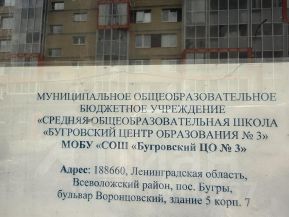 МУНИЦИПАЛЬНОЕ ОБЩЕОБРАЗОВАТЕЛЬНОЕ
БЮДЖЕТНОЕ УЧРЕЖДЕНИЕ
«СРЕДНЯЯ ОБЩЕОБРАЗОВАТЕЛЬНАЯ ШКОЛА
«БУГРОВСКИЙ ЦЕНТР ОБРАЗОВАНИЯ № 3»
МОБУ «СОШ «Бугровский ЦО № 3»
Адрес: 188660, Ленинградская область,
Всеволожский район, пос. Бугры,
бульвар Воронцовский, здание 5 корп. 7